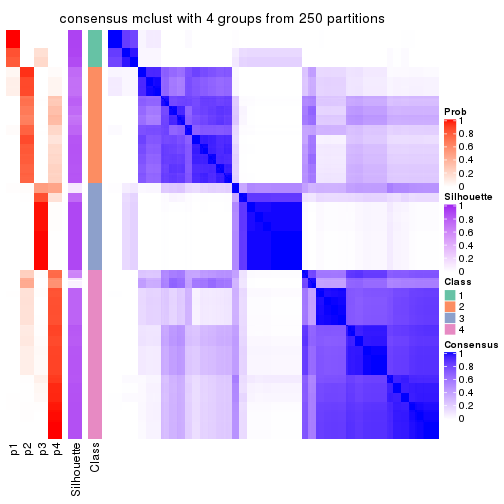 consensus mclust with 4 groups from 250 partitions
Prob
1
0.8
0.6
0.4
0.2
0
Silhouette
1
0.8
0.6
0.4
0.2
0
Class
1
2
3
4
Consensus
1
0.8
0.6
0.4
0.2
0
p1
p2
p3
p4
Silhouette
Class